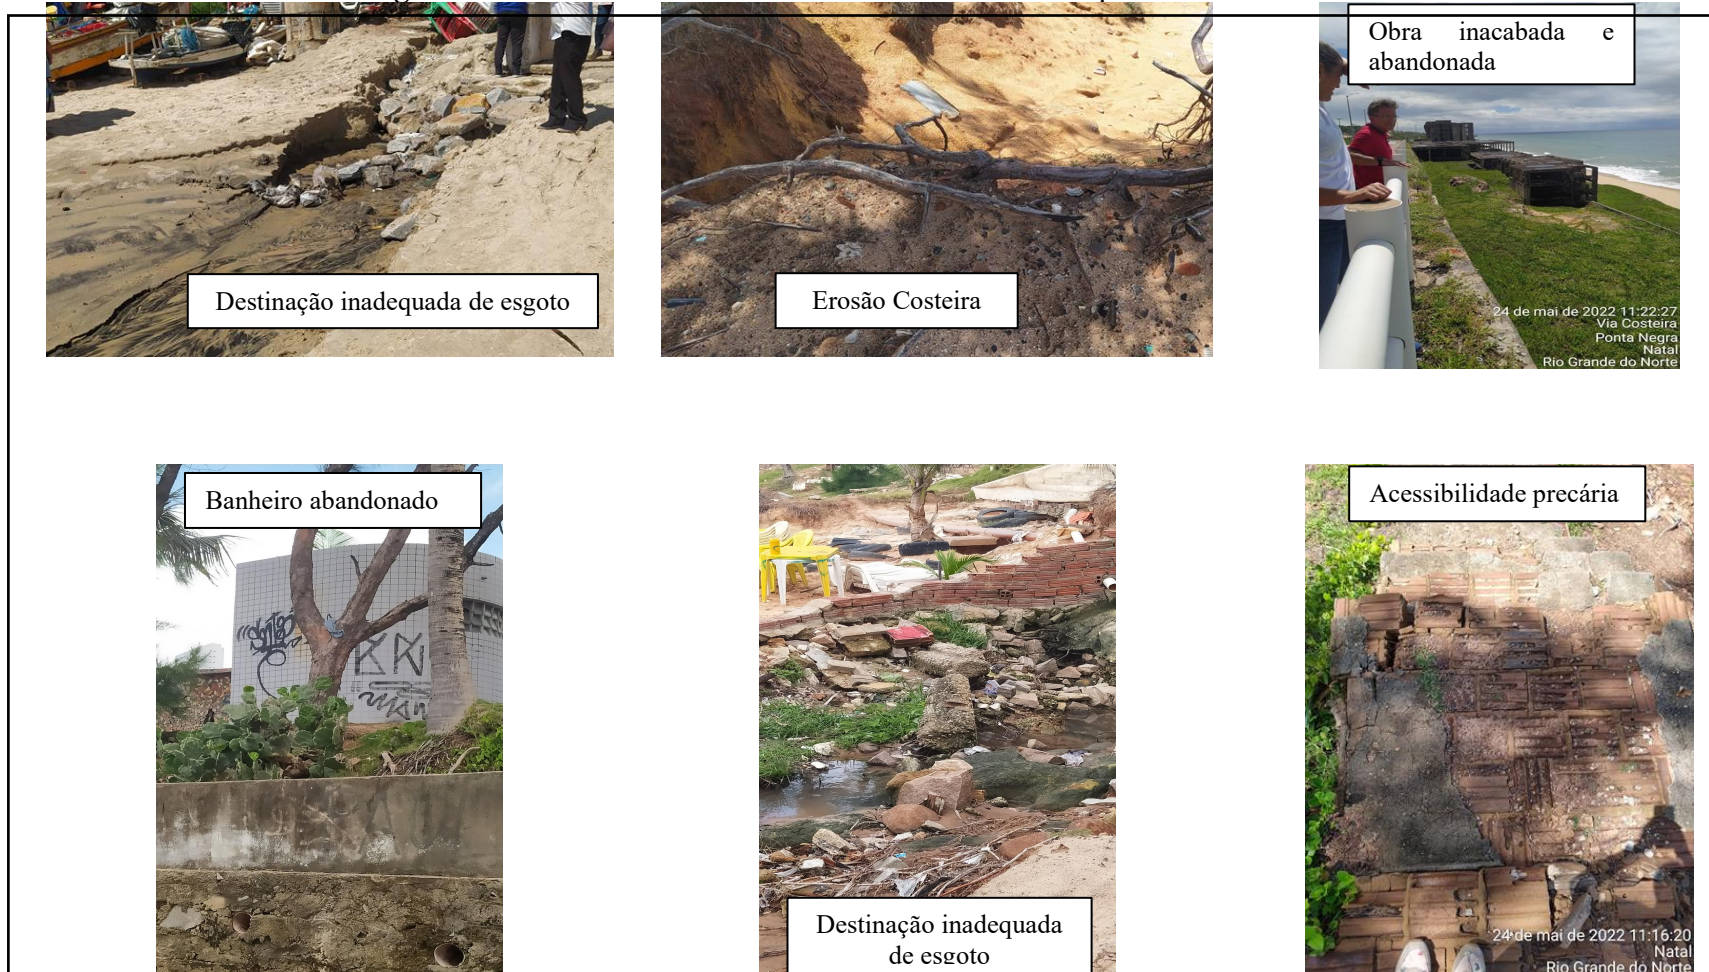 Obra inacabada e
abandonada
Destinação inadequada de esgoto
Erosão Costeira
24 de mai de 2022 11:22:27
Via Costeira
Ponta Negra
Natal
Rio Grande do Norte
Banheiro abandonado
Acessibilidade precária
Destinação inadequada
de esgoto
24 de mai de 2022 11:16:20
Natal
Rio Grande do Norte